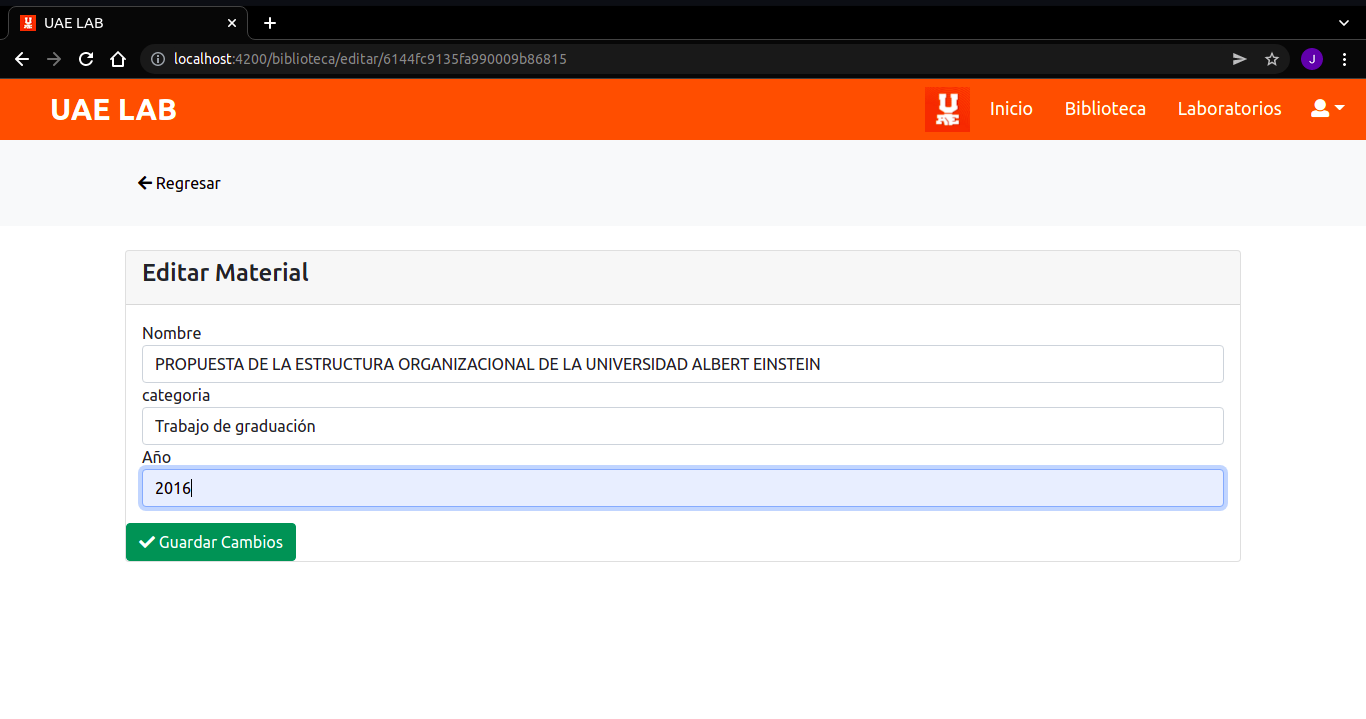 UAE LAB
localhost:4200/biblioteca/editar/6144fc9135fa990009b86815
J
UAE LAB
U
AE
Inicio
Biblioteca
Laboratorios
Regresar
Editar Material
Nombre
PROPUESTA DE LA ESTRUCTURA ORGANIZACIONAL DE LA UNIVERSIDAD ALBERT EINSTEIN
categoria
Trabajo de graduación
Año
2016
Guardar Cambios